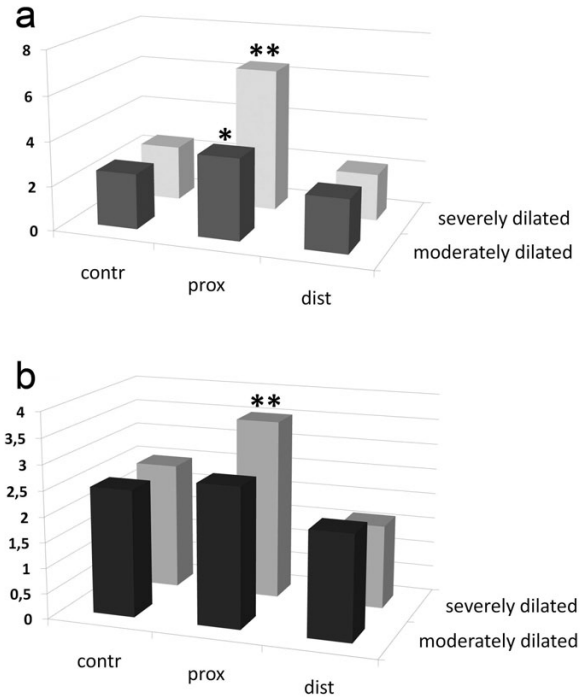 a
8
6
4
2
0
**
*
severely dilated
moderately dilated
contr
prox
dist
b
4
3,5
3
2,5
2
1,5
1
0,5
0
**
severely dilated
moderately dilated
contr
prox
dist